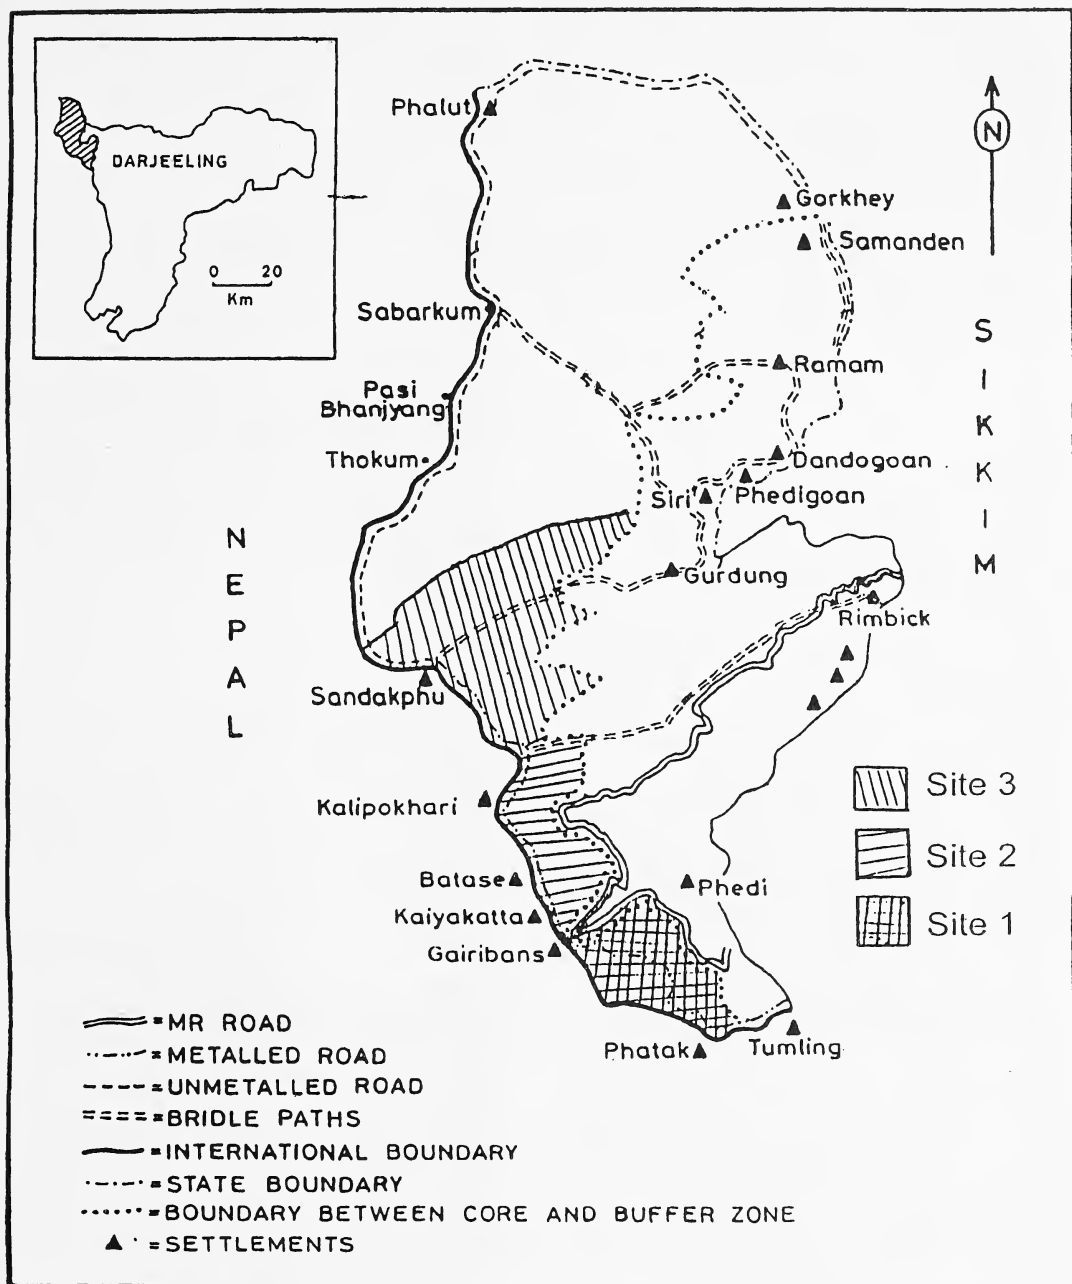 DARJEELING
0 20
Km
Phalut
N
Gorkhey
Samanden
Sabarkum
SIKKIM
Ramam
Pasi
Bhanjyang
Thokum
Dandogoan
Siri
Phedigoan
NEPAL
Gurdung
Rimbick
Sandakphu
Kalipokhari
Site 3
Site 2
Site 1
Batase
Phedi
Kaiyakatta
Gairibans
Phatak
Tumling
= MR ROAD
= METALLED ROAD
= UNMETALLED ROAD
= BRIDLE PATHS
= INTERNATIONAL BOUNDARY
= STATE BOUNDARY
= BOUNDARY BETWEEN CORE AND BUFFER ZONE
= SETTLEMENTS